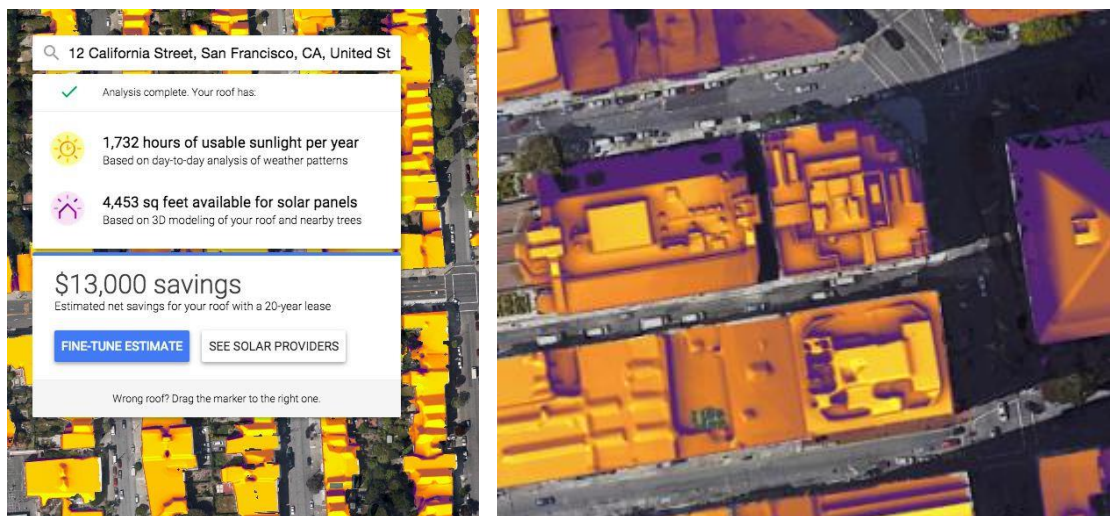 12 California Street, San Francisco, CA, United St
Analysis complete. Your roof has:
1,732 hours of usable sunlight per year
Based on day-to-day analysis of weather patterns
4,453 sq feet available for solar panels
Based on 3D modeling of your roof and nearby trees
$13,000 savings
Estimated net savings for your roof with a 20-year lease
FINE-TUNE ESTIMATE SEE SOLAR PROVIDERS
Wrong roof? Drag the marker to the right one.